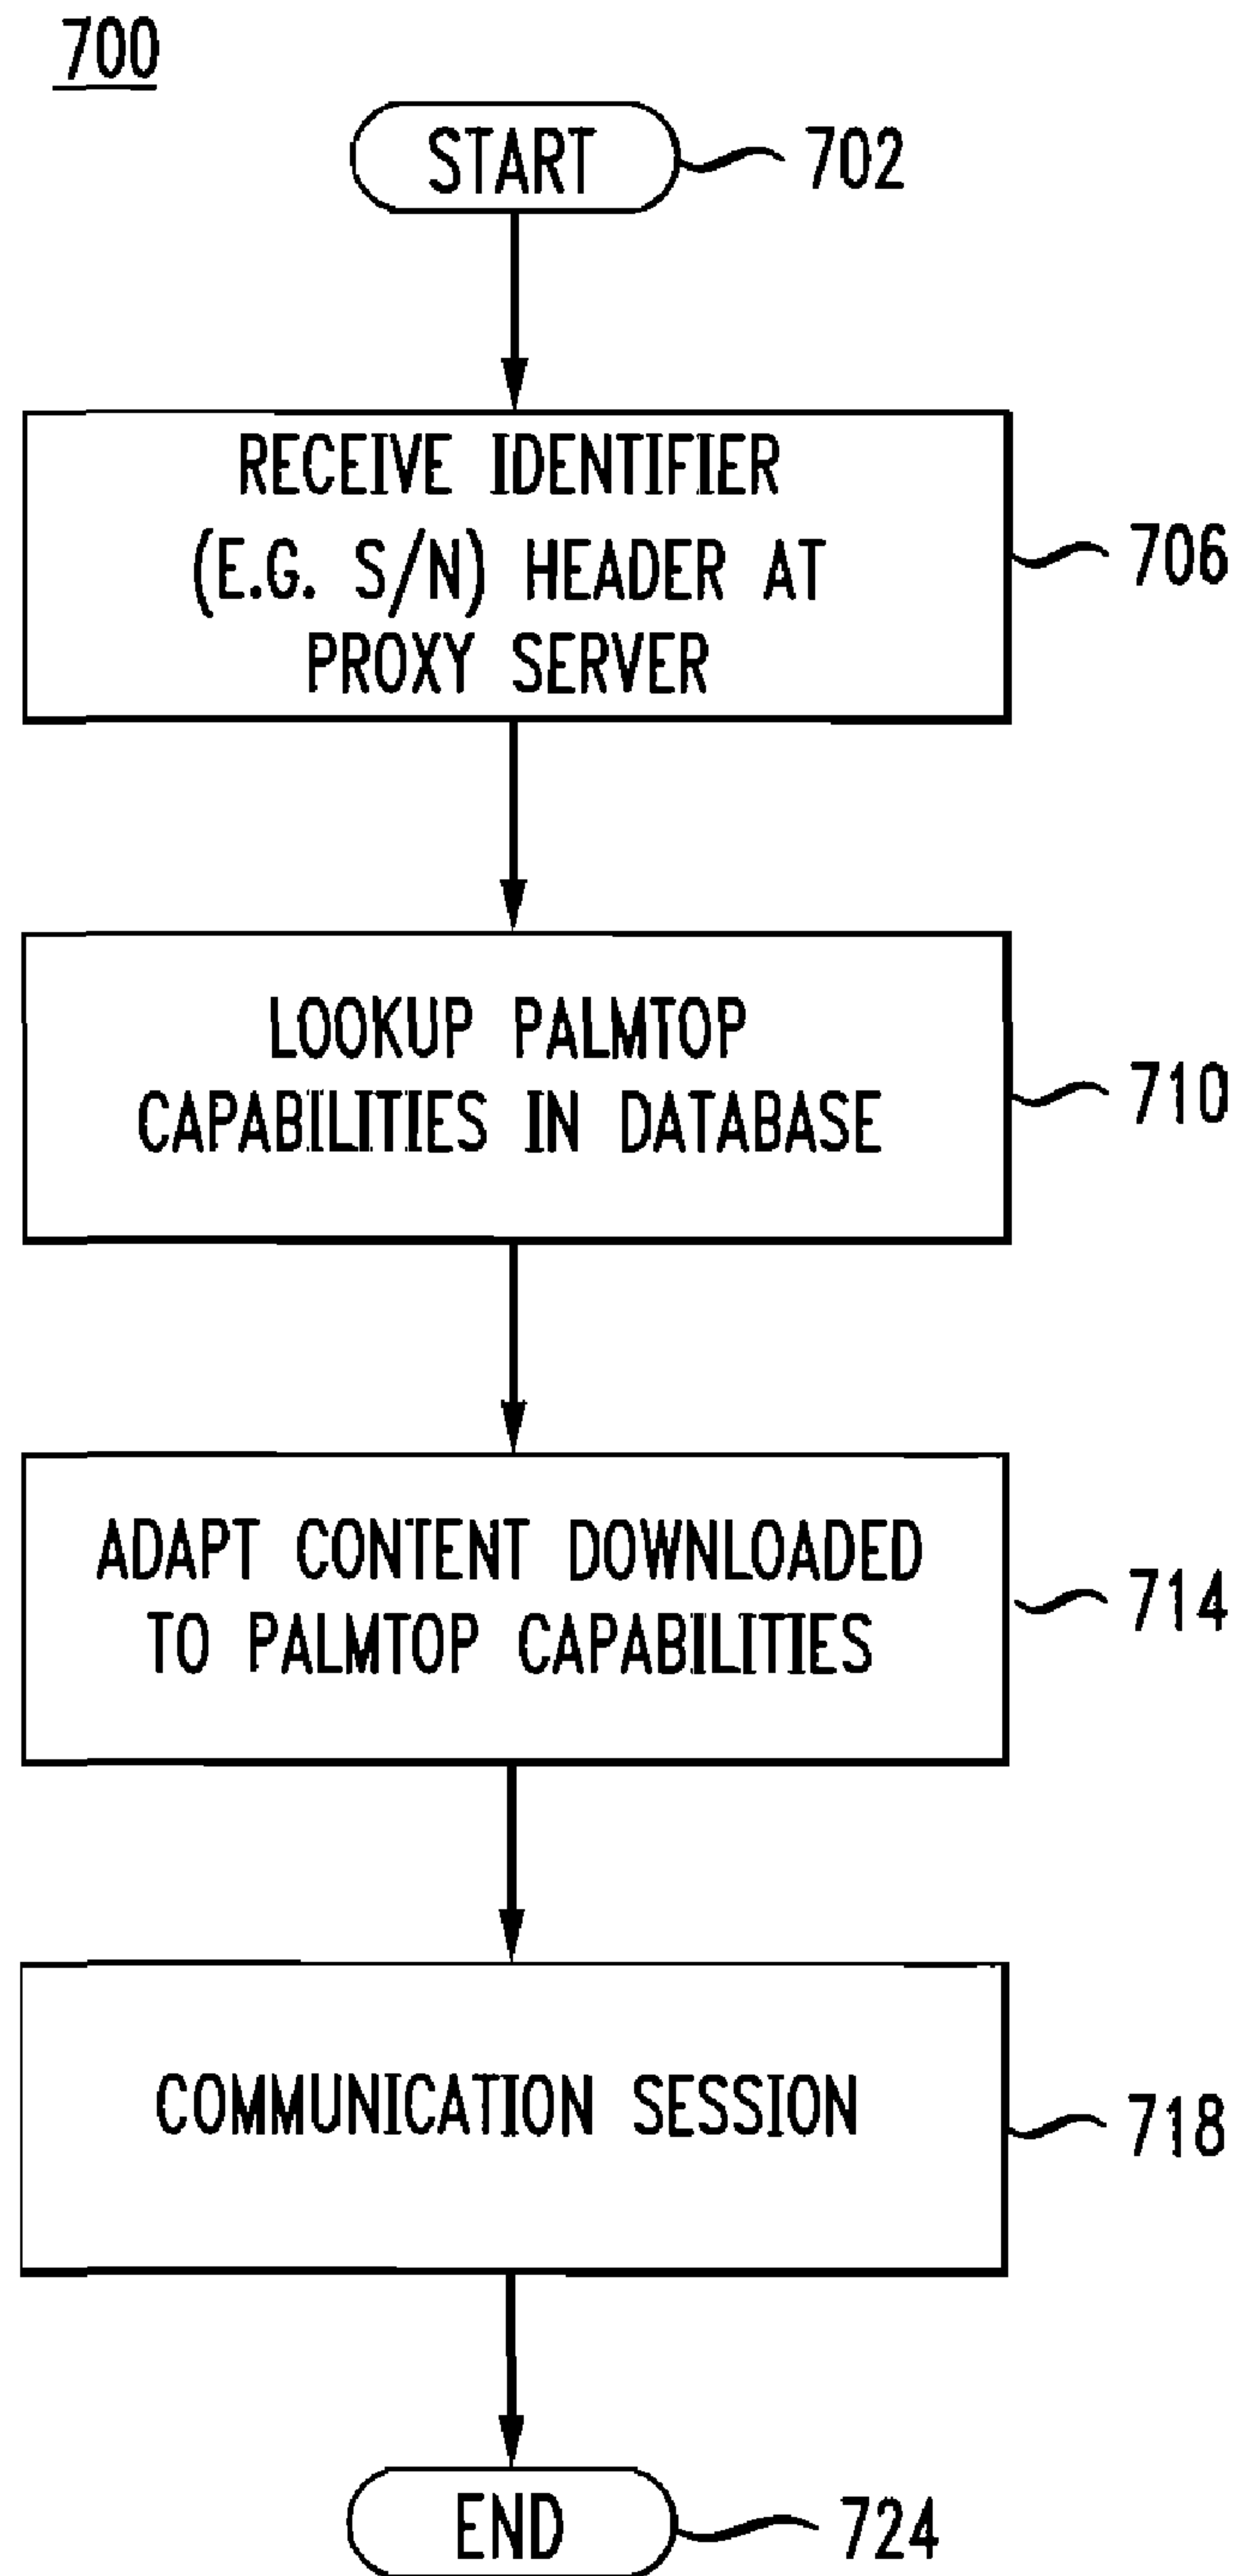 700
START
702
RECEIVE IDENTIFIER
(E.G. S/N) HEADER AT
PROXY SERVER
706
LOOKUP PALMTOP
CAPABILITIES IN DATABASE
710
ADAPT CONTENT DOWNLOADED
TO PALMTOP CAPABILITIES
714
COMMUNICATION SESSION
718
END
724